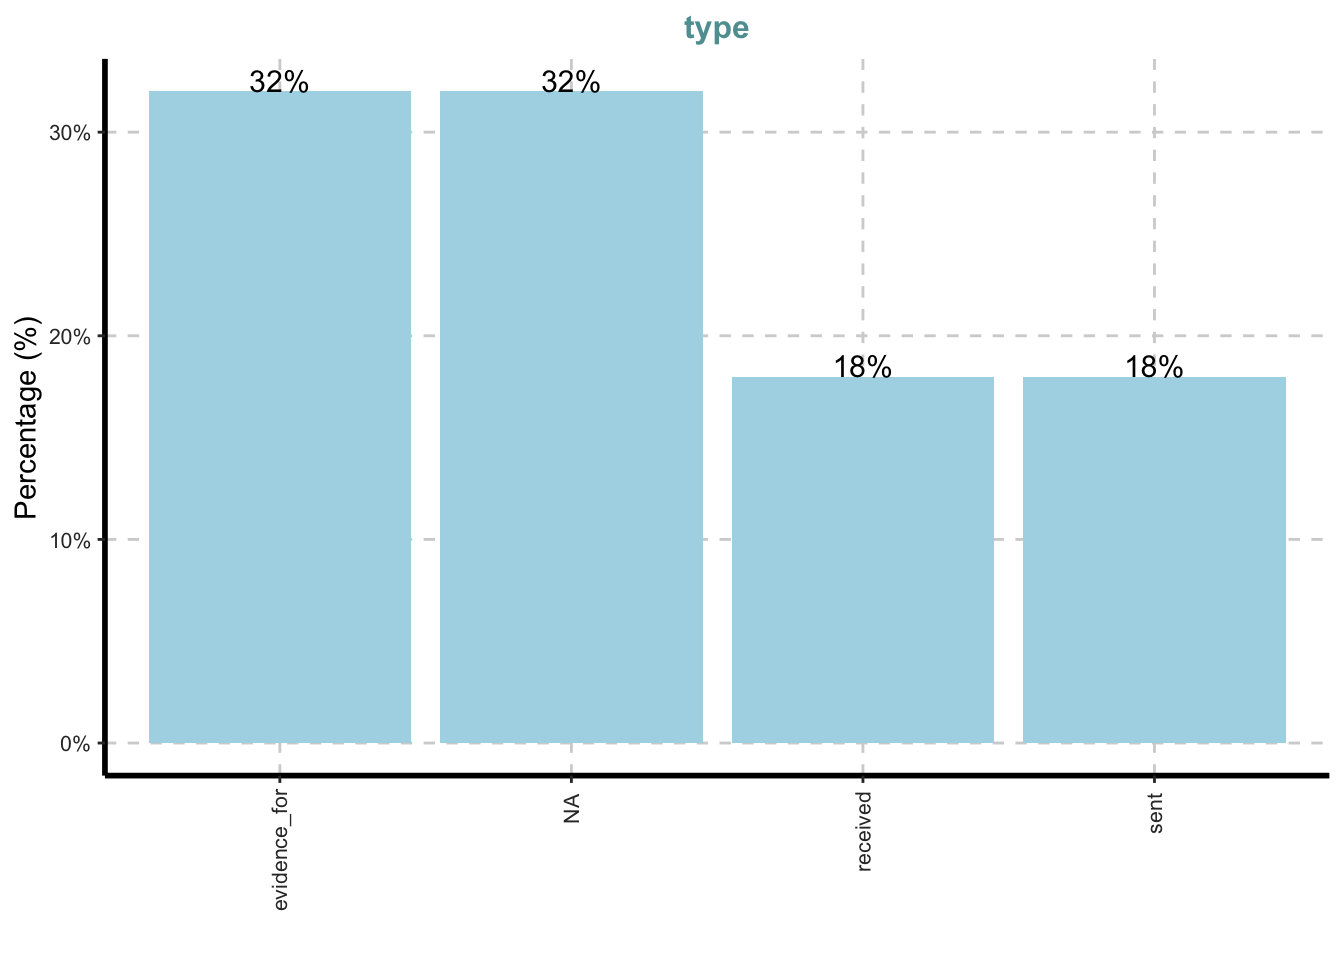 type
Percentage (%)
30%
20%
10%
0%
32%
32%
18%
18%
evidence_for
NA
received
sent